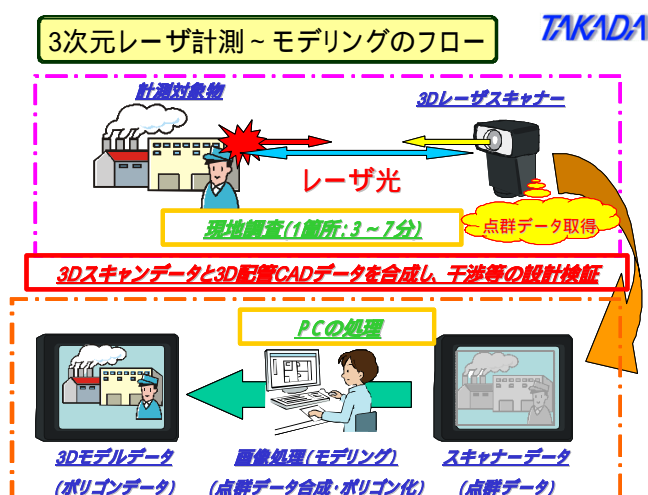 3次元レーザ計測~モデリングのフロー
TAKADA
計測対象物
3Dレーザスキャナー
レーザ光
現地調査(1箇所:3~7分)
点群データ取得
3Dスキャンデータと3D配管CADデータを合成し、干渉等の設計検証
PCの処理
3Dモデルデータ
(ポリゴンデータ)
画像処理(モデリング)
(点群データ合成・ポリゴン化)
スキャナーデータ
(点群データ)